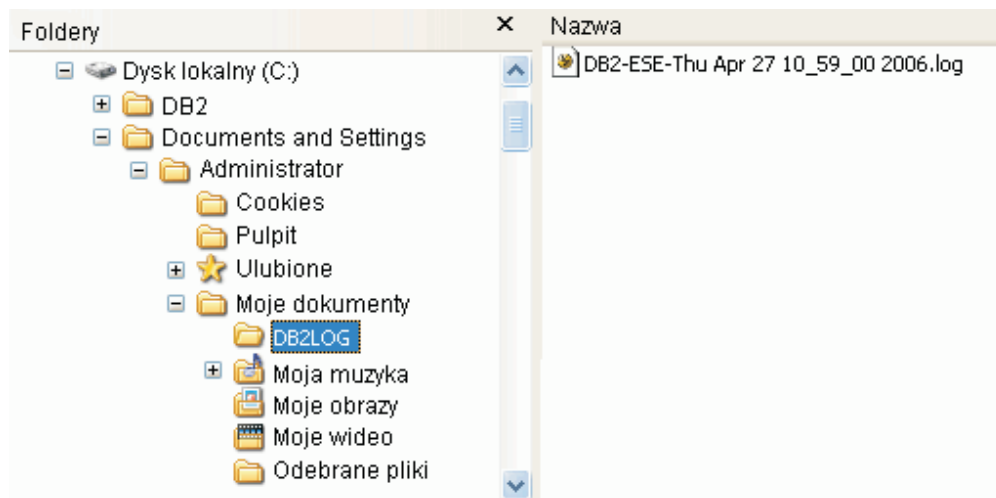 Foldery
Dysk lokalny (C:)
DB2
Documents and Settings
Administrator
Cookies
Pulpit
Ulubione
Moje dokumenty
DB2LOG
Moja muzyka
Moje obrazy
Moje wideo
Odebrane pliki
Nazwa
DB2-ESE-Thu Apr 27 10_59_00 2006.log